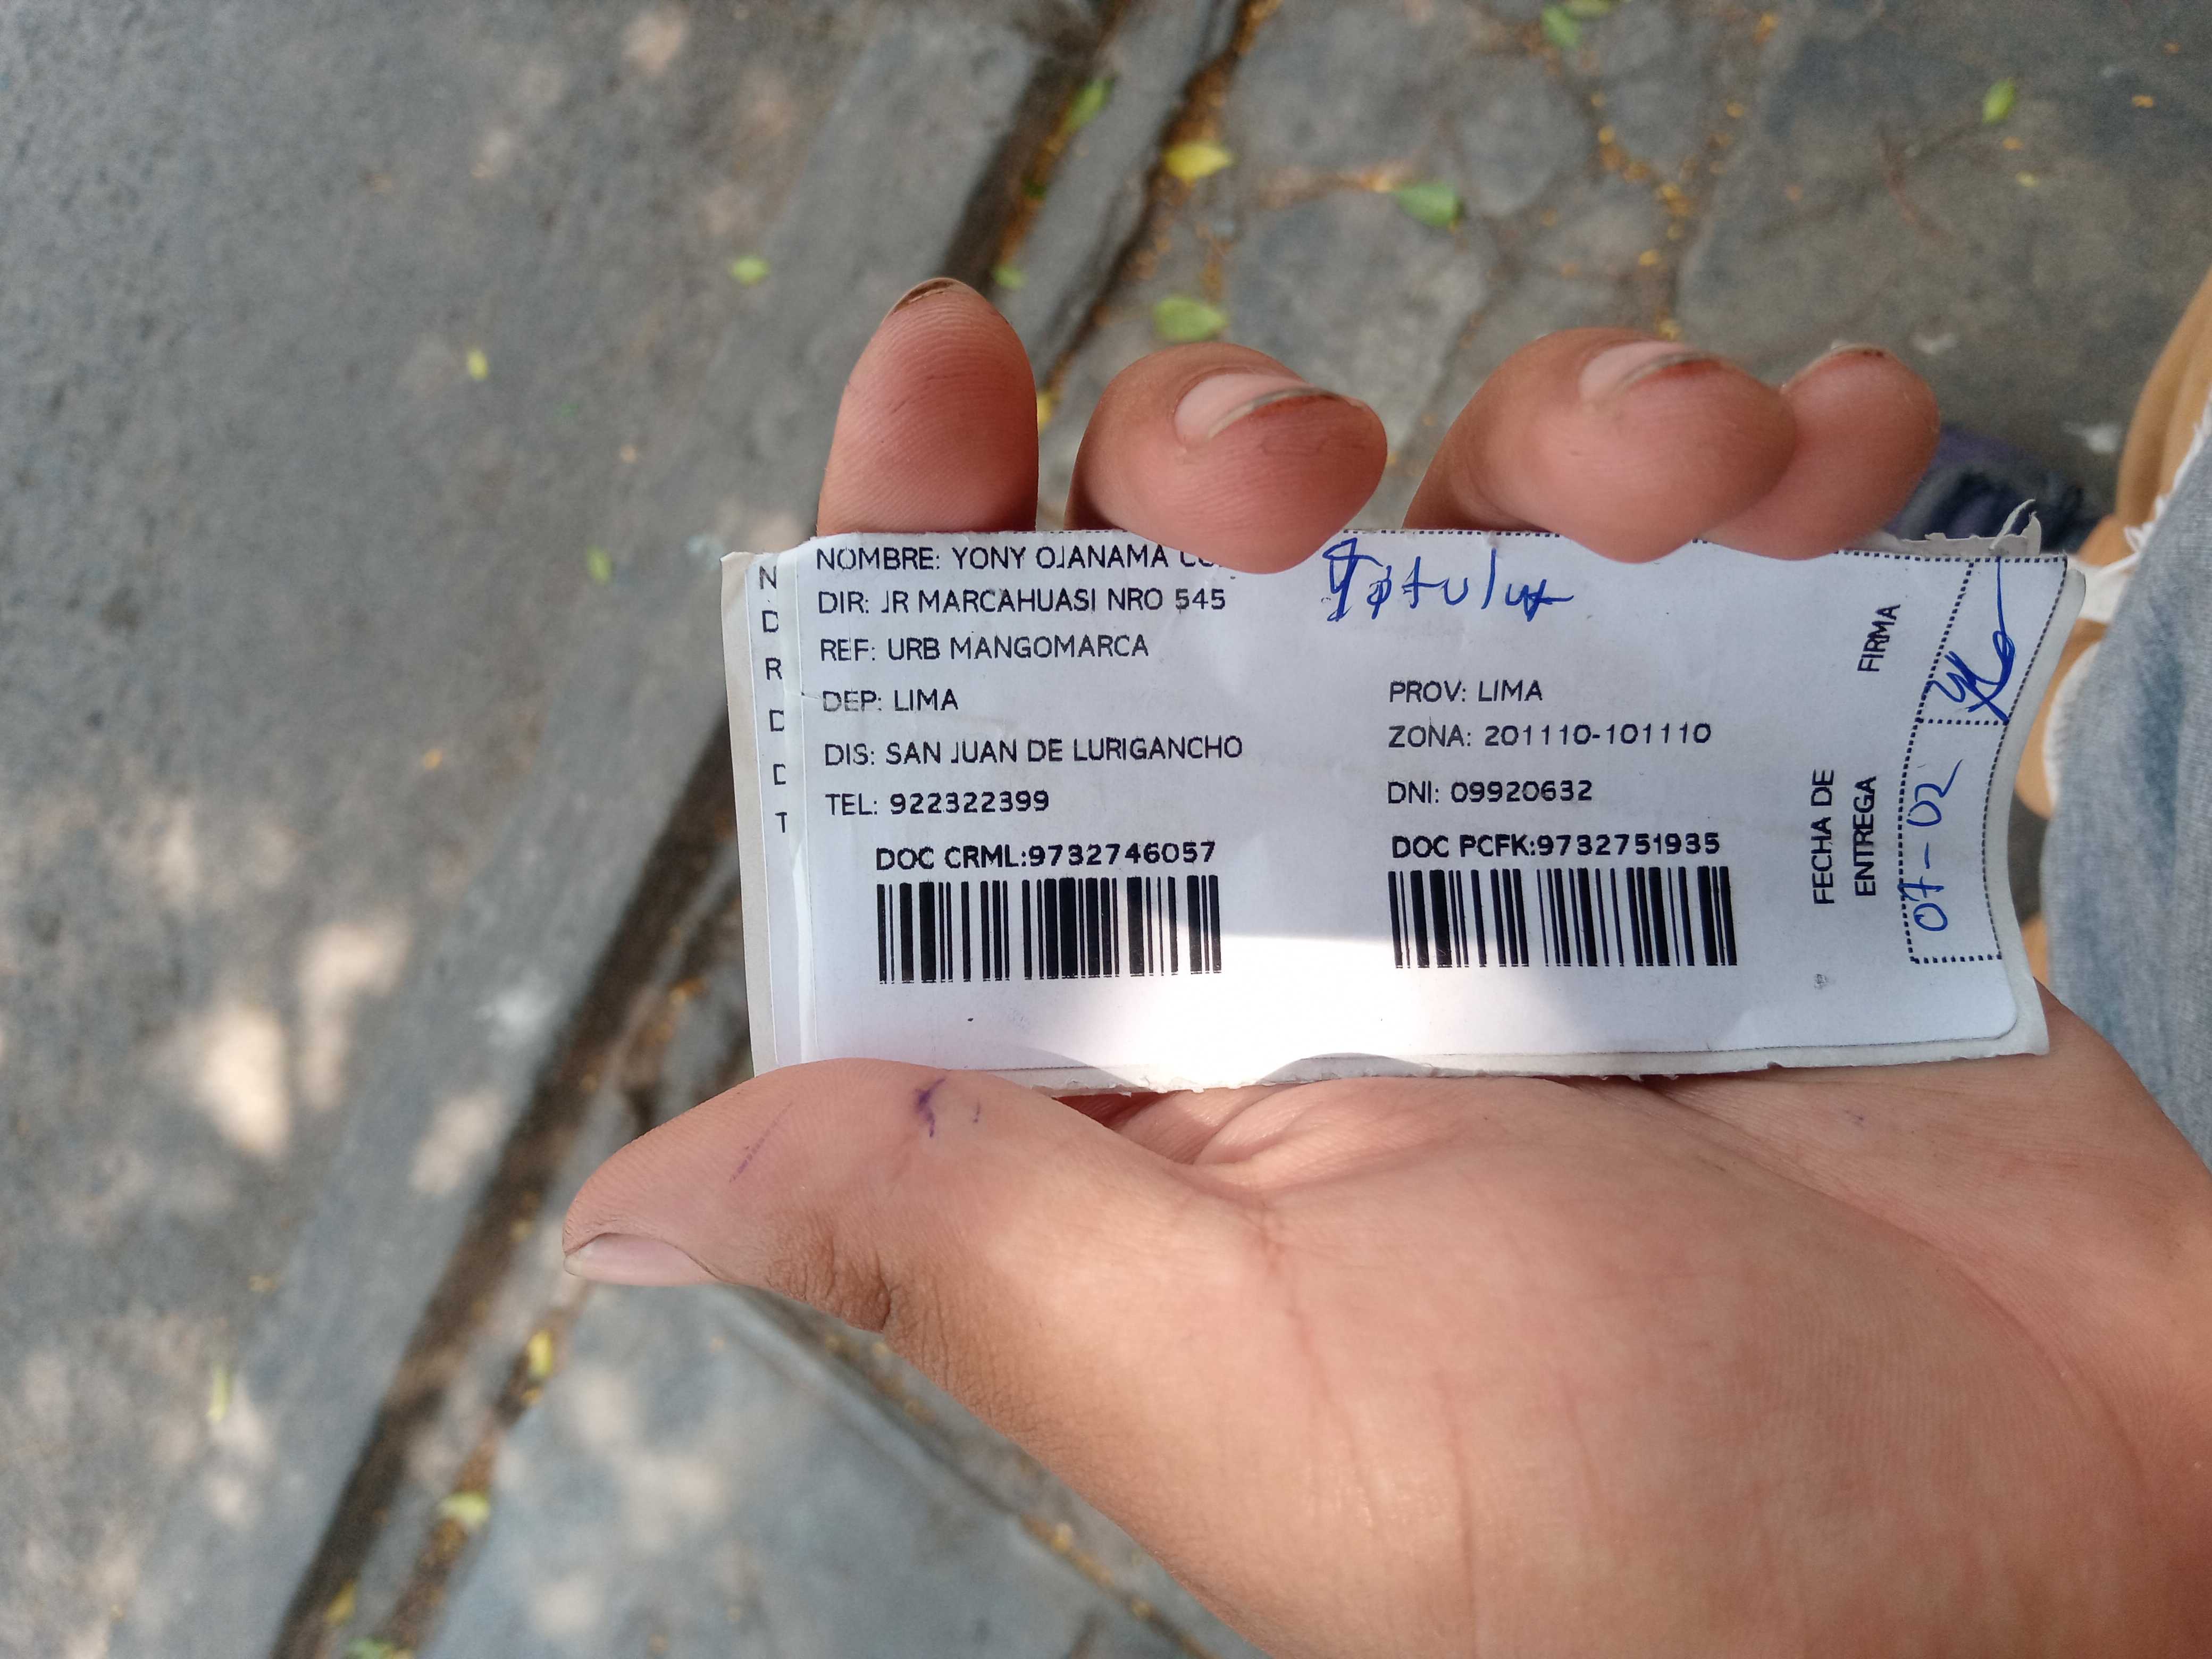 NOMBRE: YONY OJANAMA
DIR: JR MARCAHUASI NRO 545
REF: URB MANGOMARCA
DEP: LIMA
PROV: LIMA
ZONA: 201110-101110
DIS: SAN JUAN DE LURIGANCHO
DNI: 09920632
TEL: 922322399
DOC CRML:9732746057
DOC PCFK:9732751935
FIRMA
FECHA DE
ENTREGA
07-02
N
D
R
D
D
T